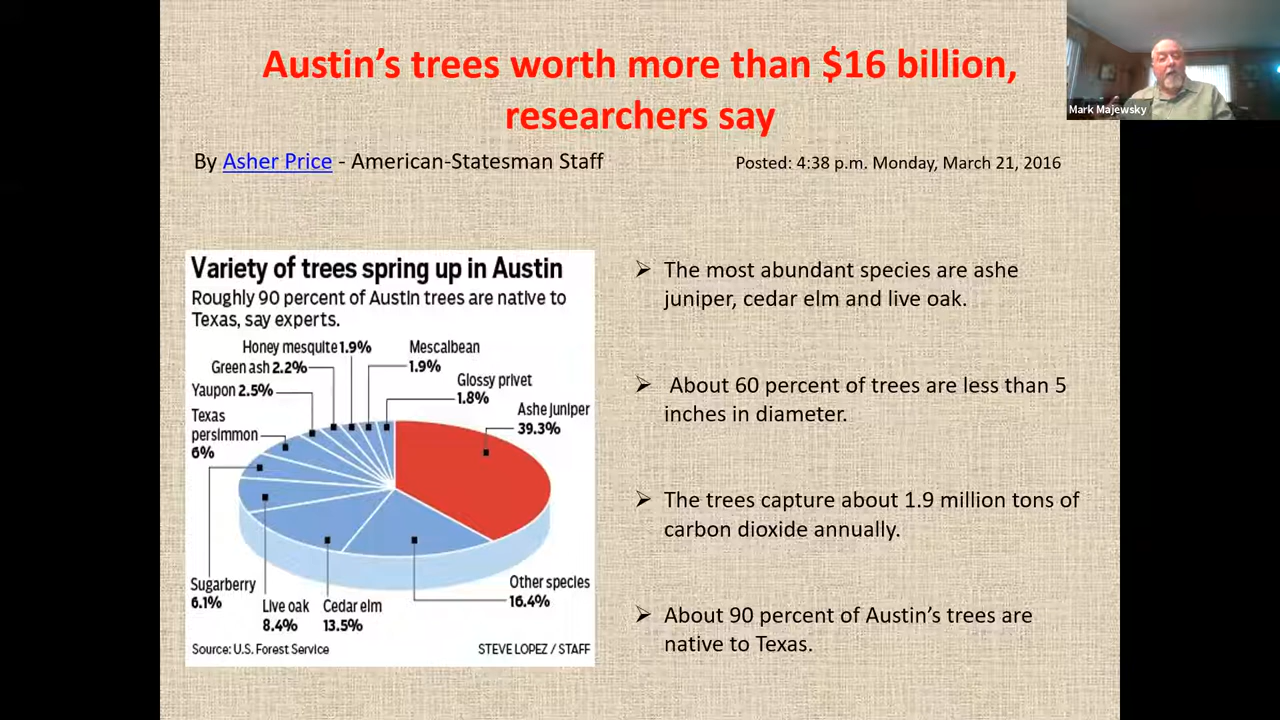 Austin’s trees worth more than $16 billion,
researchers say
Mark Majewsky
By Asher Price - American-Statesman Staff
Posted: 4:38 p.m. Monday, March 21, 2016
Variety of trees spring up in Austin
Roughly 90 percent of Austin trees are native to
Texas, say experts.
Honey mesquite 1.9%
Mescalbean
1.9%
Green ash 2.2%
Glossy privet
1.8%
Yaupon 2.5%
Ashe juniper
39.3%
Texas
persimmon
6%
Sugarberry
6.1%
Live oak
8.4%
Cedar elm
13.5%
Other species
16.4%
Source: U.S. Forest Service
STEVE LOPEZ / STAFF
➢ The most abundant species are ashe
juniper, cedar elm and live oak.
➢ About 60 percent of trees are less than 5
inches in diameter.
➢ The trees capture about 1.9 million tons of
carbon dioxide annually.
➢ About 90 percent of Austin’s trees are
native to Texas.